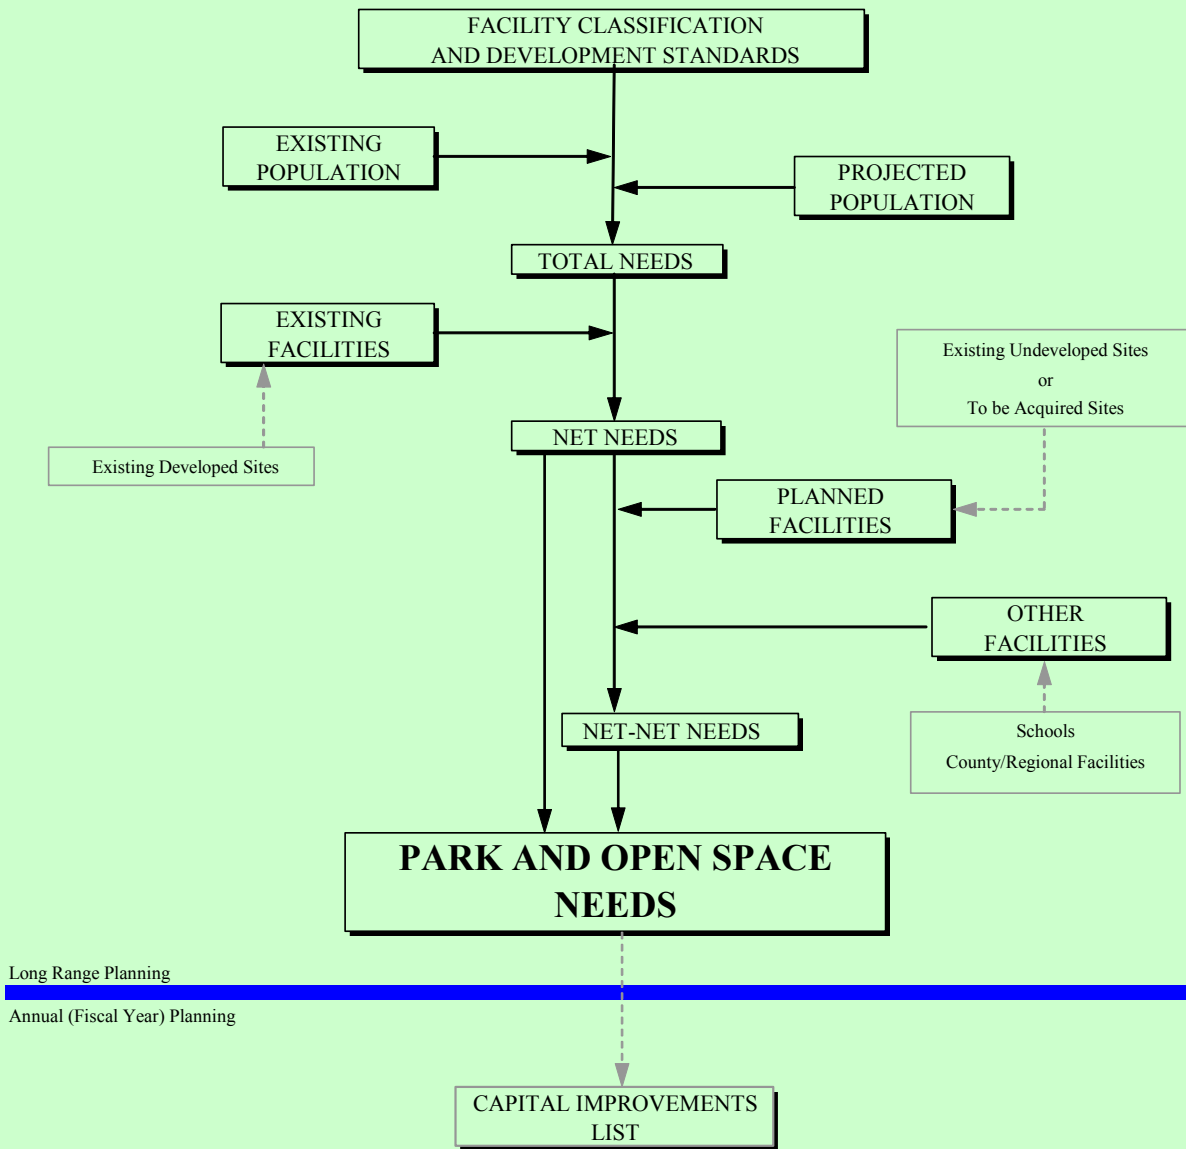 FACILITY CLASSIFICATION
AND DEVELOPMENT STANDARDS
EXISTING
POPULATION
PROJECTED
POPULATION
TOTAL NEEDS
EXISTING
FACILITIES
Existing Undeveloped Sites
or
To be Acquired Sites
NET NEEDS
Existing Developed Sites
PLANNED
FACILITIES
OTHER
FACILITIES
NET-NET NEEDS
Schools
County/Regional Facilities
PARK AND OPEN SPACE
NEEDS
Long Range Planning
Annual (Fiscal Year) Planning
CAPITAL IMPROVEMENTS
LIST